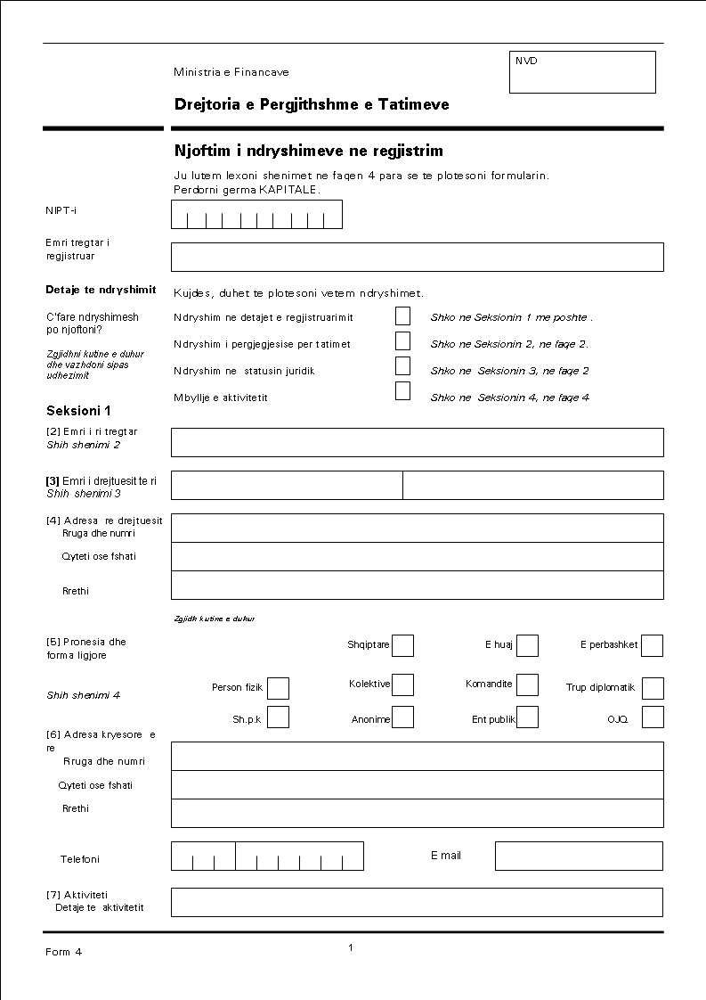 Ministria e Financave
NVD
Drejtoria e Pergjithshme e Tatimeve
Njoftim i ndryshimeve ne regjistrim
Ju lutem lexoni shenimet ne faqen 4 para se te plotesoni formularin.
Perdorni germa KAPITALE.
NIPT-i
Emri tregtar i
regjistruar
Detaje te ndryshimit
Kujdes, duhet te plotesoni vetem ndryshimet.
C'fare ndryshimesh
po njoftoni?
Zgjidhni kutine e duhur
dhe vazhdoni sipas
udhezimit
Ndryshim ne detajet e regjistruarimit Shko ne Seksionin 1 me poshte .
Ndryshim i pergjegjesise per tatimet Shko ne Seksionin 2, ne faqe 2.
Ndryshim ne statusin juridik Shko ne Seksionin 3, ne faqe 2
Mbyllje e aktivitetit Shko ne Seksionin 4, ne faqe 4
Seksioni 1
[2] Emri i ri tregtar
Shih shenimi 2
[3] Emri i drejtuesit te ri
Shih shenimi 3
[4] Adresa re drejtuesit
Rruga dhe numri
Qyteti ose fshati
Rrethi
Zgjidh kutine e duhur
[5] Pronesia dhe
forma ligjore
Shqiptare E huaj E perbashket
Shih shenimi 4
Person fizik Kolektive Komandite Trup diplomatik
Sh.p.k Anonime Ent publik OJQ
[6] Adresa kryesore e
re
Rruga dhe numri
Qyteti ose fshati
Rrethi
Telefoni E mail
[7] Aktiviteti
Detaje te aktivitetit
Form 4 1